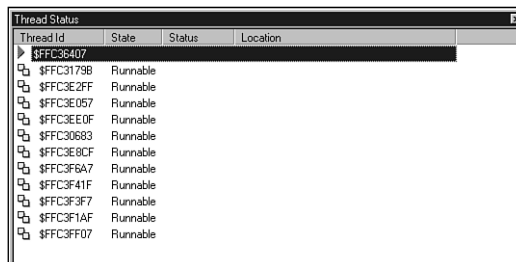 Thread Status
Thread Id State Status Location
$FFC36407
$FFC3179B Runnable
$FFC3E2FF Runnable
$FFC3E057 Runnable
$FFC3EE0F Runnable
$FFC30683 Runnable
$FFC3E8CF Runnable
$FFC3F6A7 Runnable
$FFC3F41F Runnable
$FFC3F3F7 Runnable
$FFC3F1AF Runnable
$FFC3FF07 Runnable